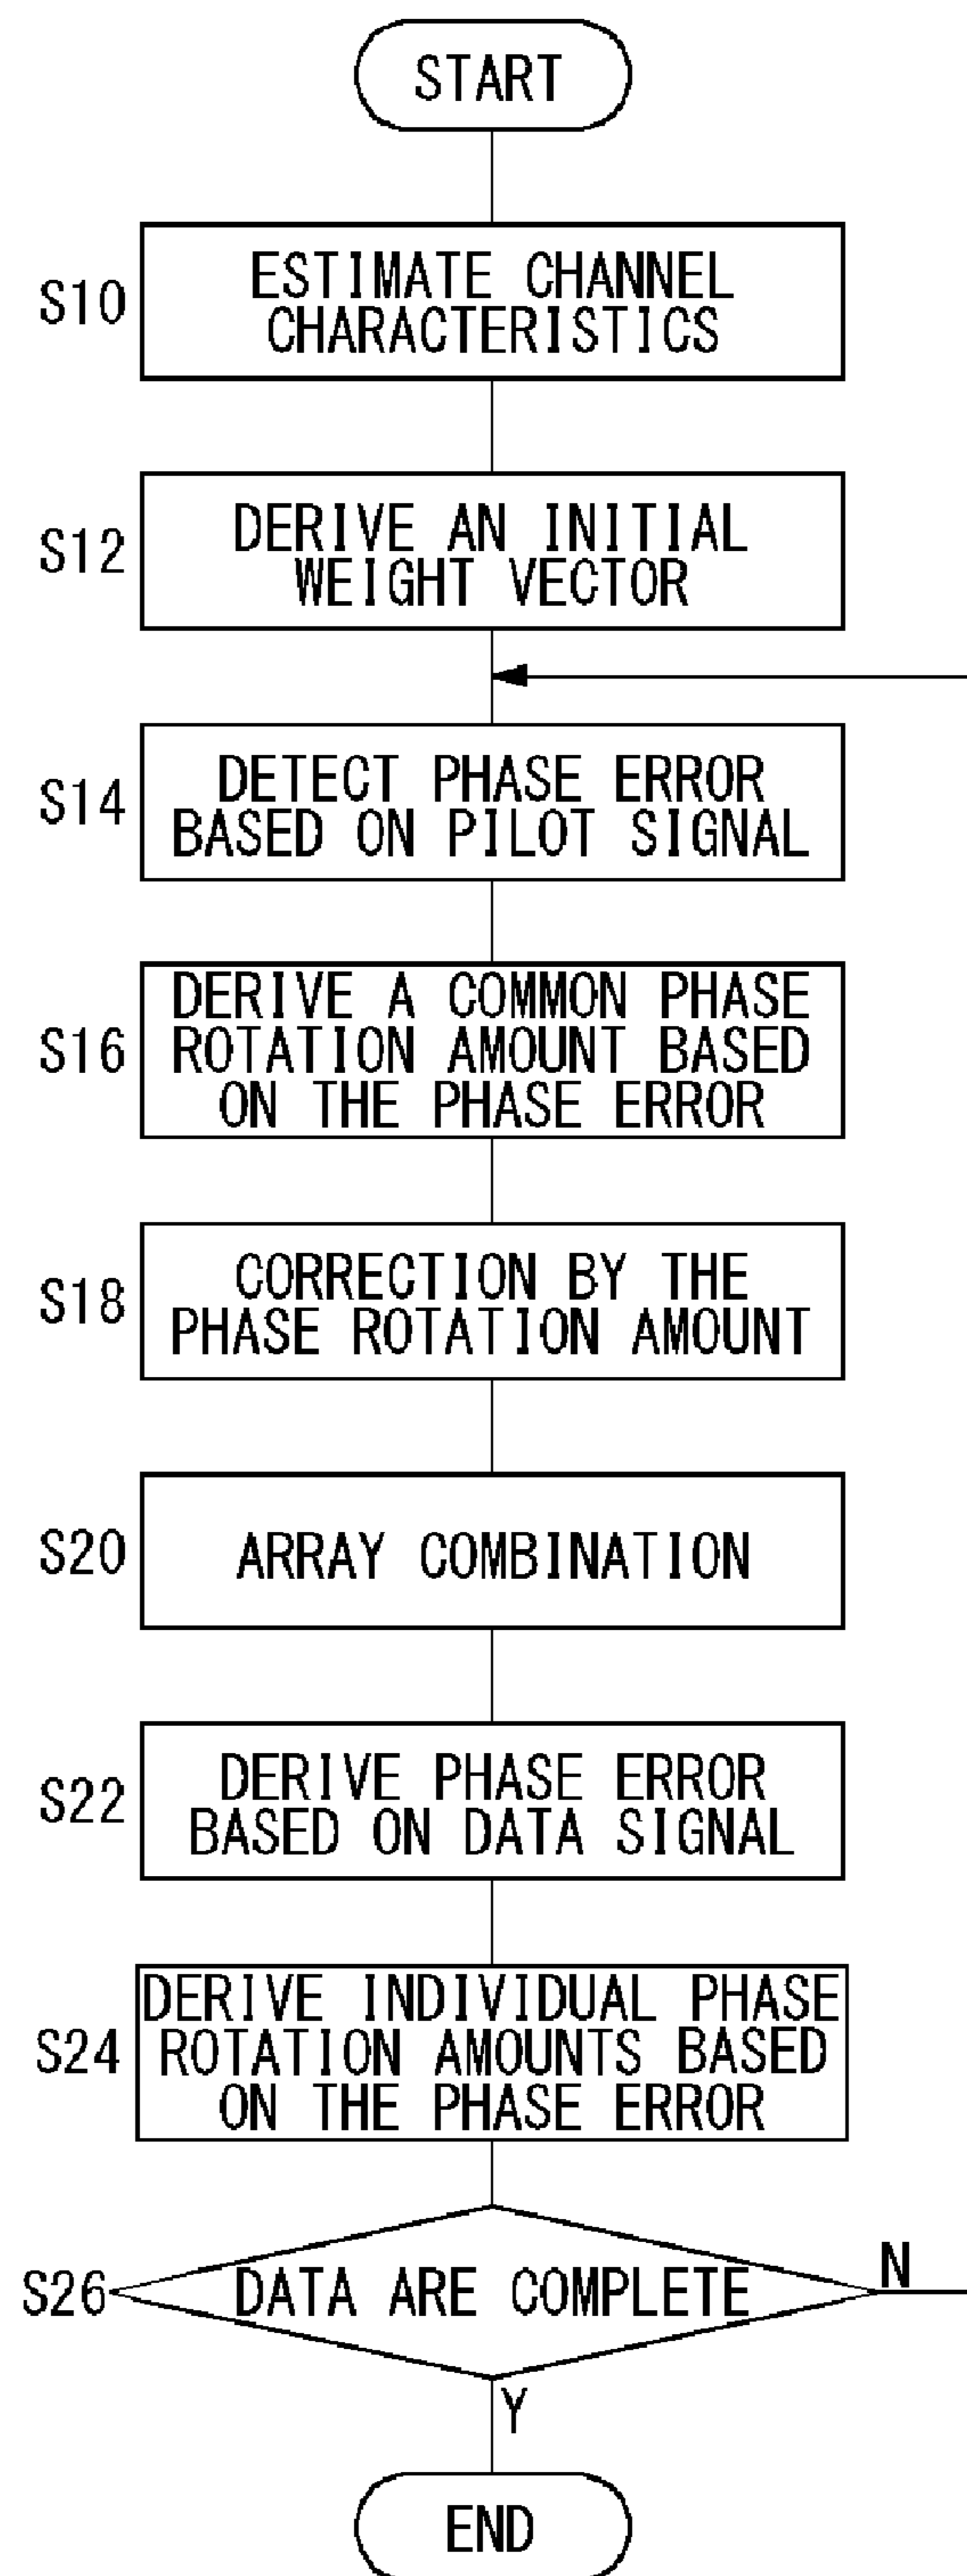 START
S10
ESTIMATE CHANNEL
CHARACTERISTICS
S12
DERIVE AN INITIAL
WEIGHT VECTOR
S14
DETECT PHASE ERROR
BASED ON PILOT SIGNAL
S16
DERIVE A COMMON PHASE
ROTATION AMOUNT BASED
ON THE PHASE ERROR
S18
CORRECTION BY THE
PHASE ROTATION AMOUNT
S20
ARRAY COMBINATION
S22
DERIVE PHASE ERROR
BASED ON DATA SIGNAL
S24
DERIVE INDIVIDUAL PHASE
ROTATION AMOUNTS BASED
ON THE PHASE ERROR
S26
DATA ARE COMPLETE
N
Y
END